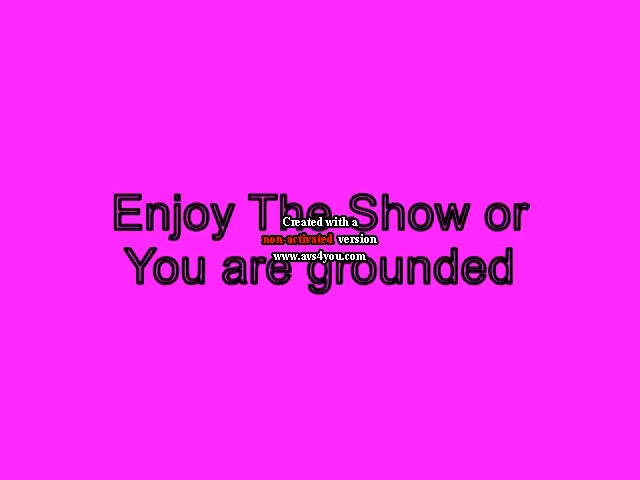 Enjoy The Show or
You are grounded
Created with a
non-activated version
www.avs4you.com